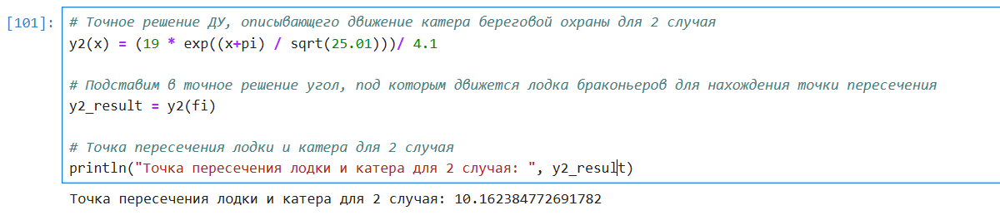 [101]:
# Точное решение ДУ, описывающего движение катера береговой охраны для 2 случая
y2(x) = (19 * exp((x+pi) / sqrt(25.01)))/ 4.1
# Подставим в точное решение угол, под которым движется лодка браконьеров для нахождения точки пересечения
y2_result = y2(fi)
# Точка пересечения лодки и катера для 2 случая
println("Точка пересечения лодки и катера для 2 случая: ", y2_result)
Точка пересечения лодки и катера для 2 случая: 10.162384772691782